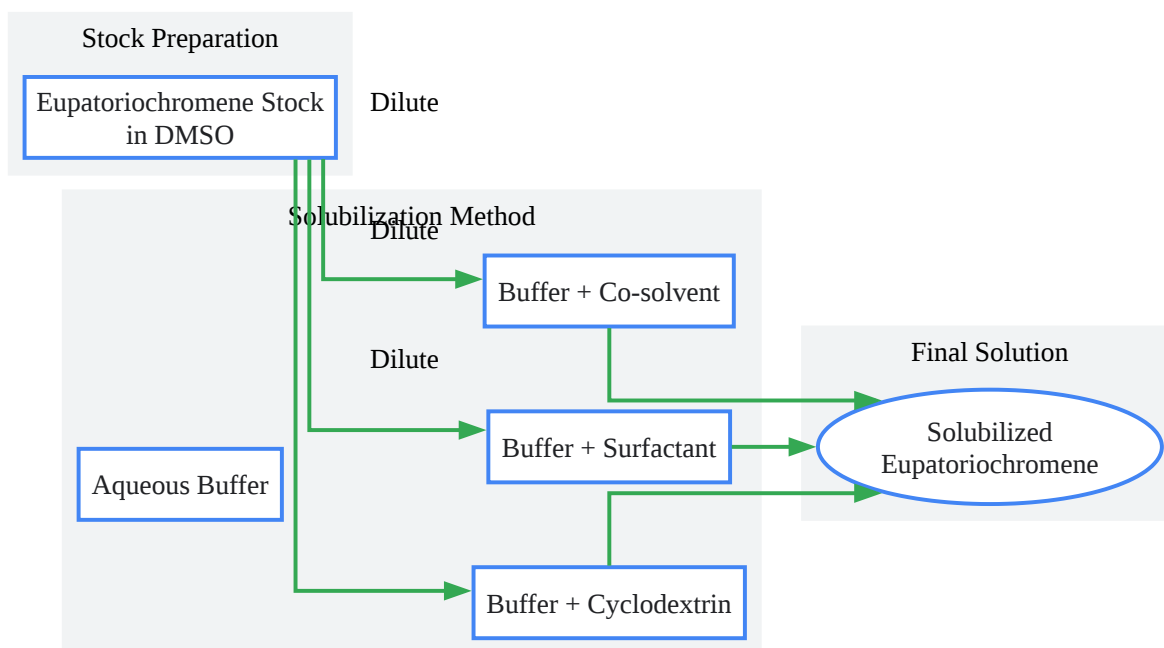 Stock Preparation
Eupatoriochromene Stock
in DMSO
Dilute
Solubilization Method
Dilute
Buffer + Co-solvent
Dilute
Final Solution
Solubilized
Eupatoriochromene
Buffer + Surfactant
Aqueous Buffer
Buffer + Cyclodextrin